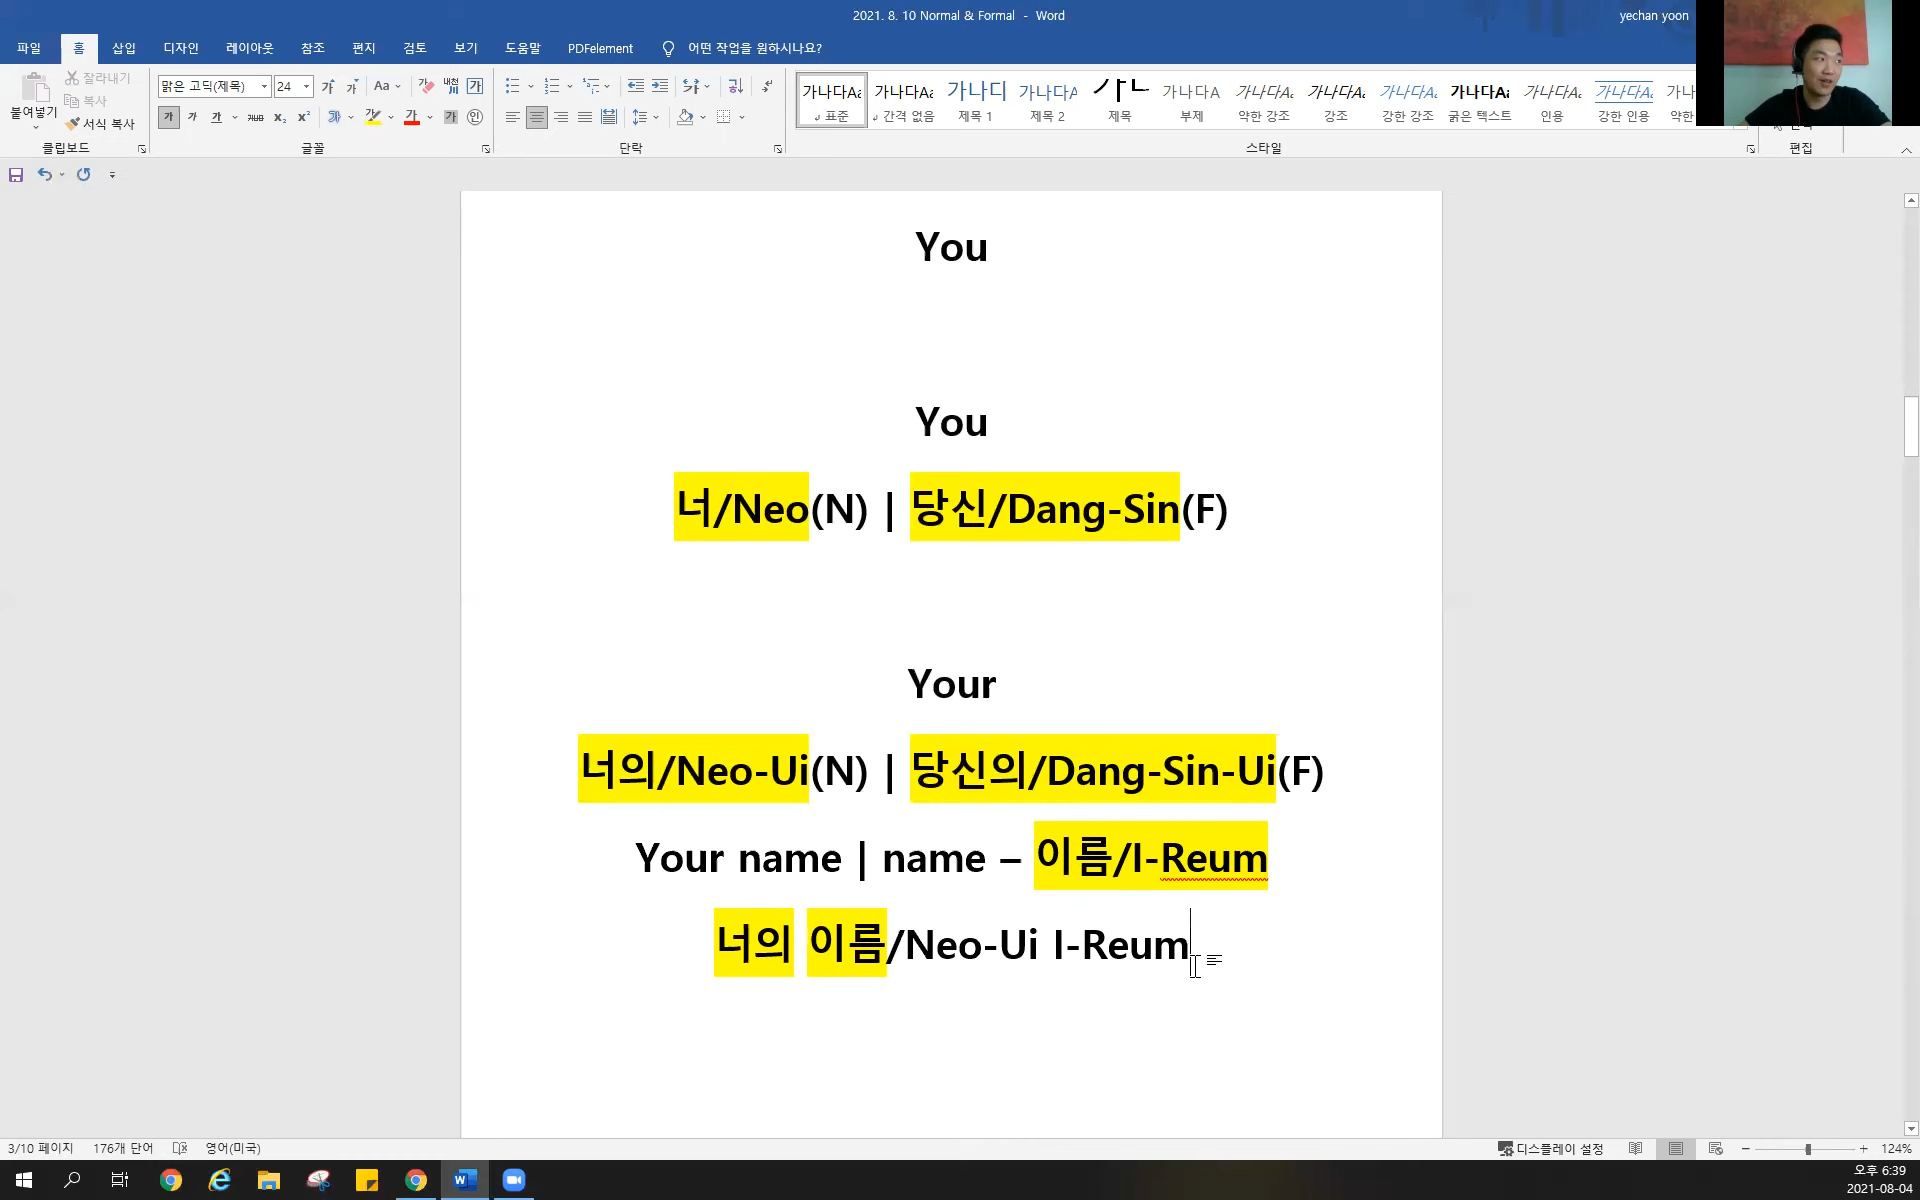 2021. 8. 10 Normal & Formal - Word
yechan yoon
파일 홈 삽입 디자인 레이아웃 참조 편지 검토 보기 도움말 PDFelement 어떤 작업을 원하시나요?
붙여넣기
잘라내기
복사
서식 복사
클립보드
맑은 고딕(제목) 24
글꼴
단락
표준
간격 없음
제목 1
제목 2
제목
부제
약한 강조
강조
강한 강조
굵은 텍스트
인용
강한 인용
스타일
편집
You
You
너/Neo(N) | 당신/Dang-Sin(F)
Your
너의/Neo-Ui(N) | 당신의/Dang-Sin-Ui(F)
Your name | name – 이름/I-Reum
너의 이름/Neo-Ui I-Reum
3/10 페이지 176개 단어 영어(미국)
디스플레이 설정 124%
오후 6:39
2021-08-04